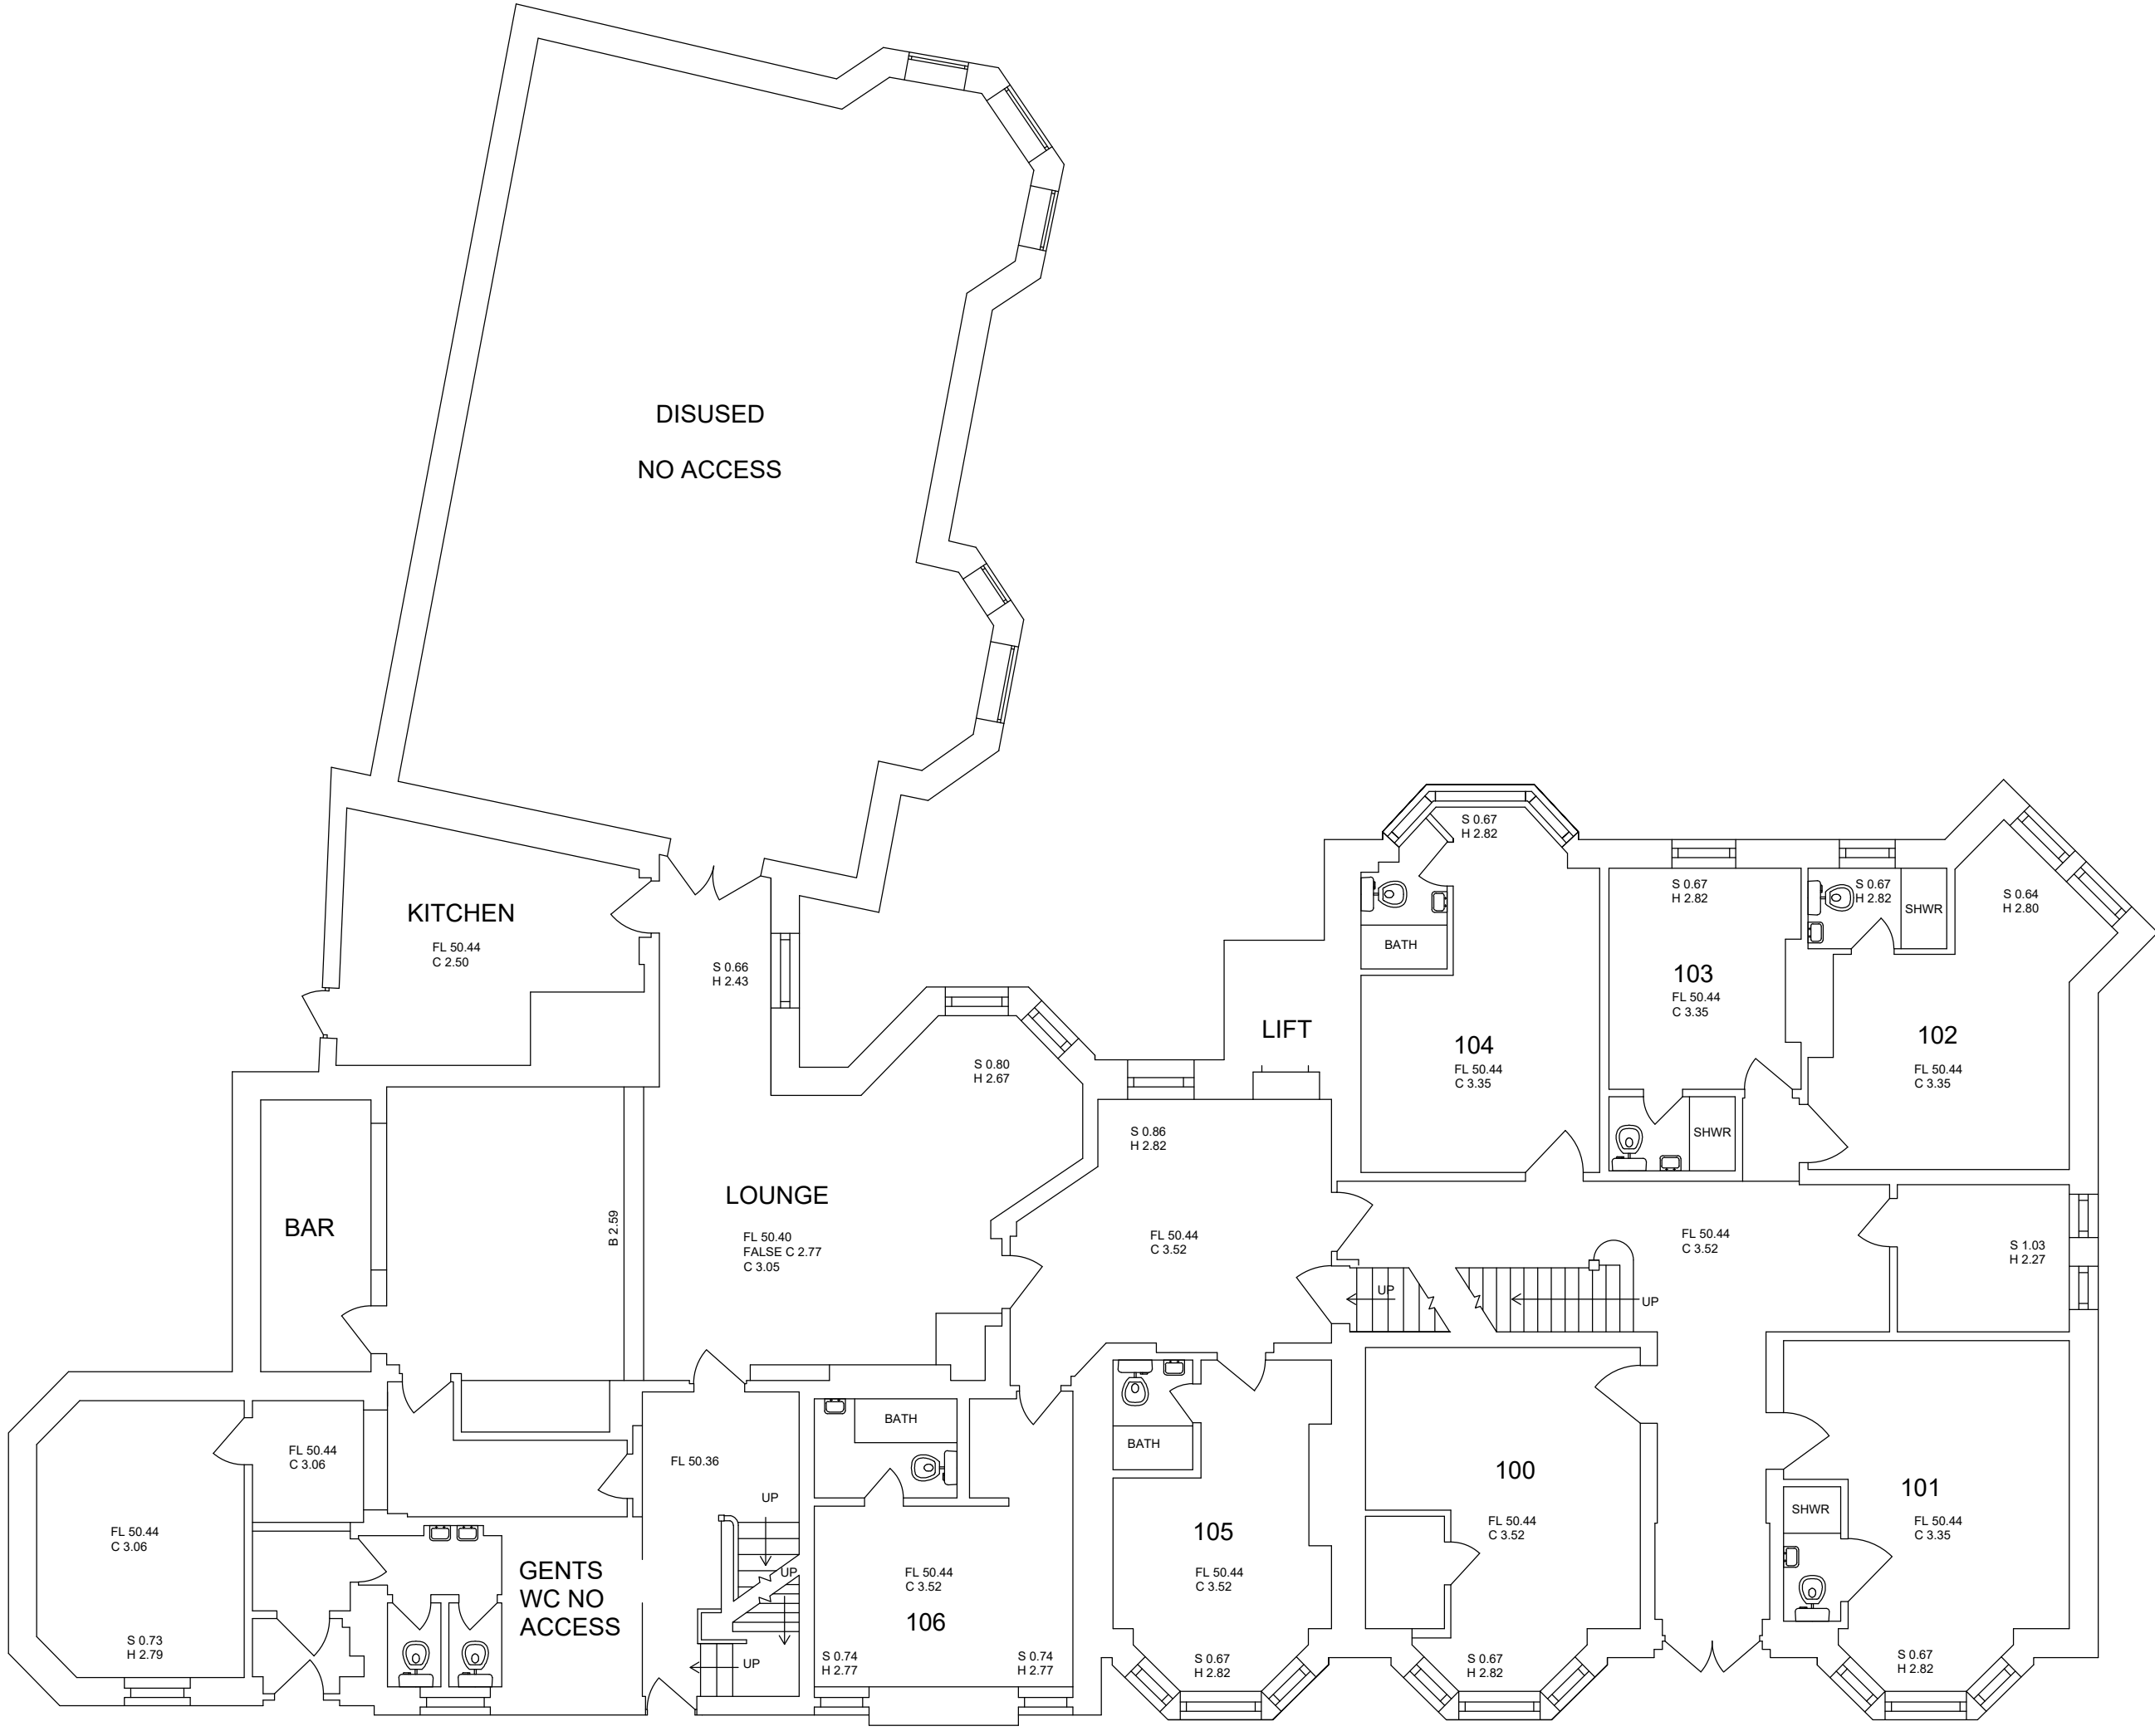 DISUSED
NO ACCESS
KITCHEN
FL 50.44
C 2.50
S 0.66
H 2.43
S 0.80
H 2.67
LIFT
S 0.86
H 2.82
S 0.67
H 2.82
BATH
104
FL 50.44
C 3.35
S 0.67
H 2.82
103
FL 50.44
C 3.35
SHWR
S 0.67
H 2.82
SHWR
S 0.64
H 2.80
102
FL 50.44
C 3.35
BAR
B 2.59
LOUNGE
FL 50.40
FALSE C 2.77
C 3.05
FL 50.44
C 3.52
UP
UP
FL 50.44
C 3.52
S 1.03
H 2.27
FL 50.44
C 3.06
FL 50.44
C 3.06
S 0.73
H 2.79
GENTS
WC NO
ACCESS
FL 50.36
UP
UP
UP
BATH
FL 50.44
C 3.52
106
S 0.74
H 2.77
S 0.74
H 2.77
BATH
105
FL 50.44
C 3.52
S 0.67
H 2.82
100
FL 50.44
C 3.52
S 0.67
H 2.82
SHWR
101
FL 50.44
C 3.35
S 0.67
H 2.82